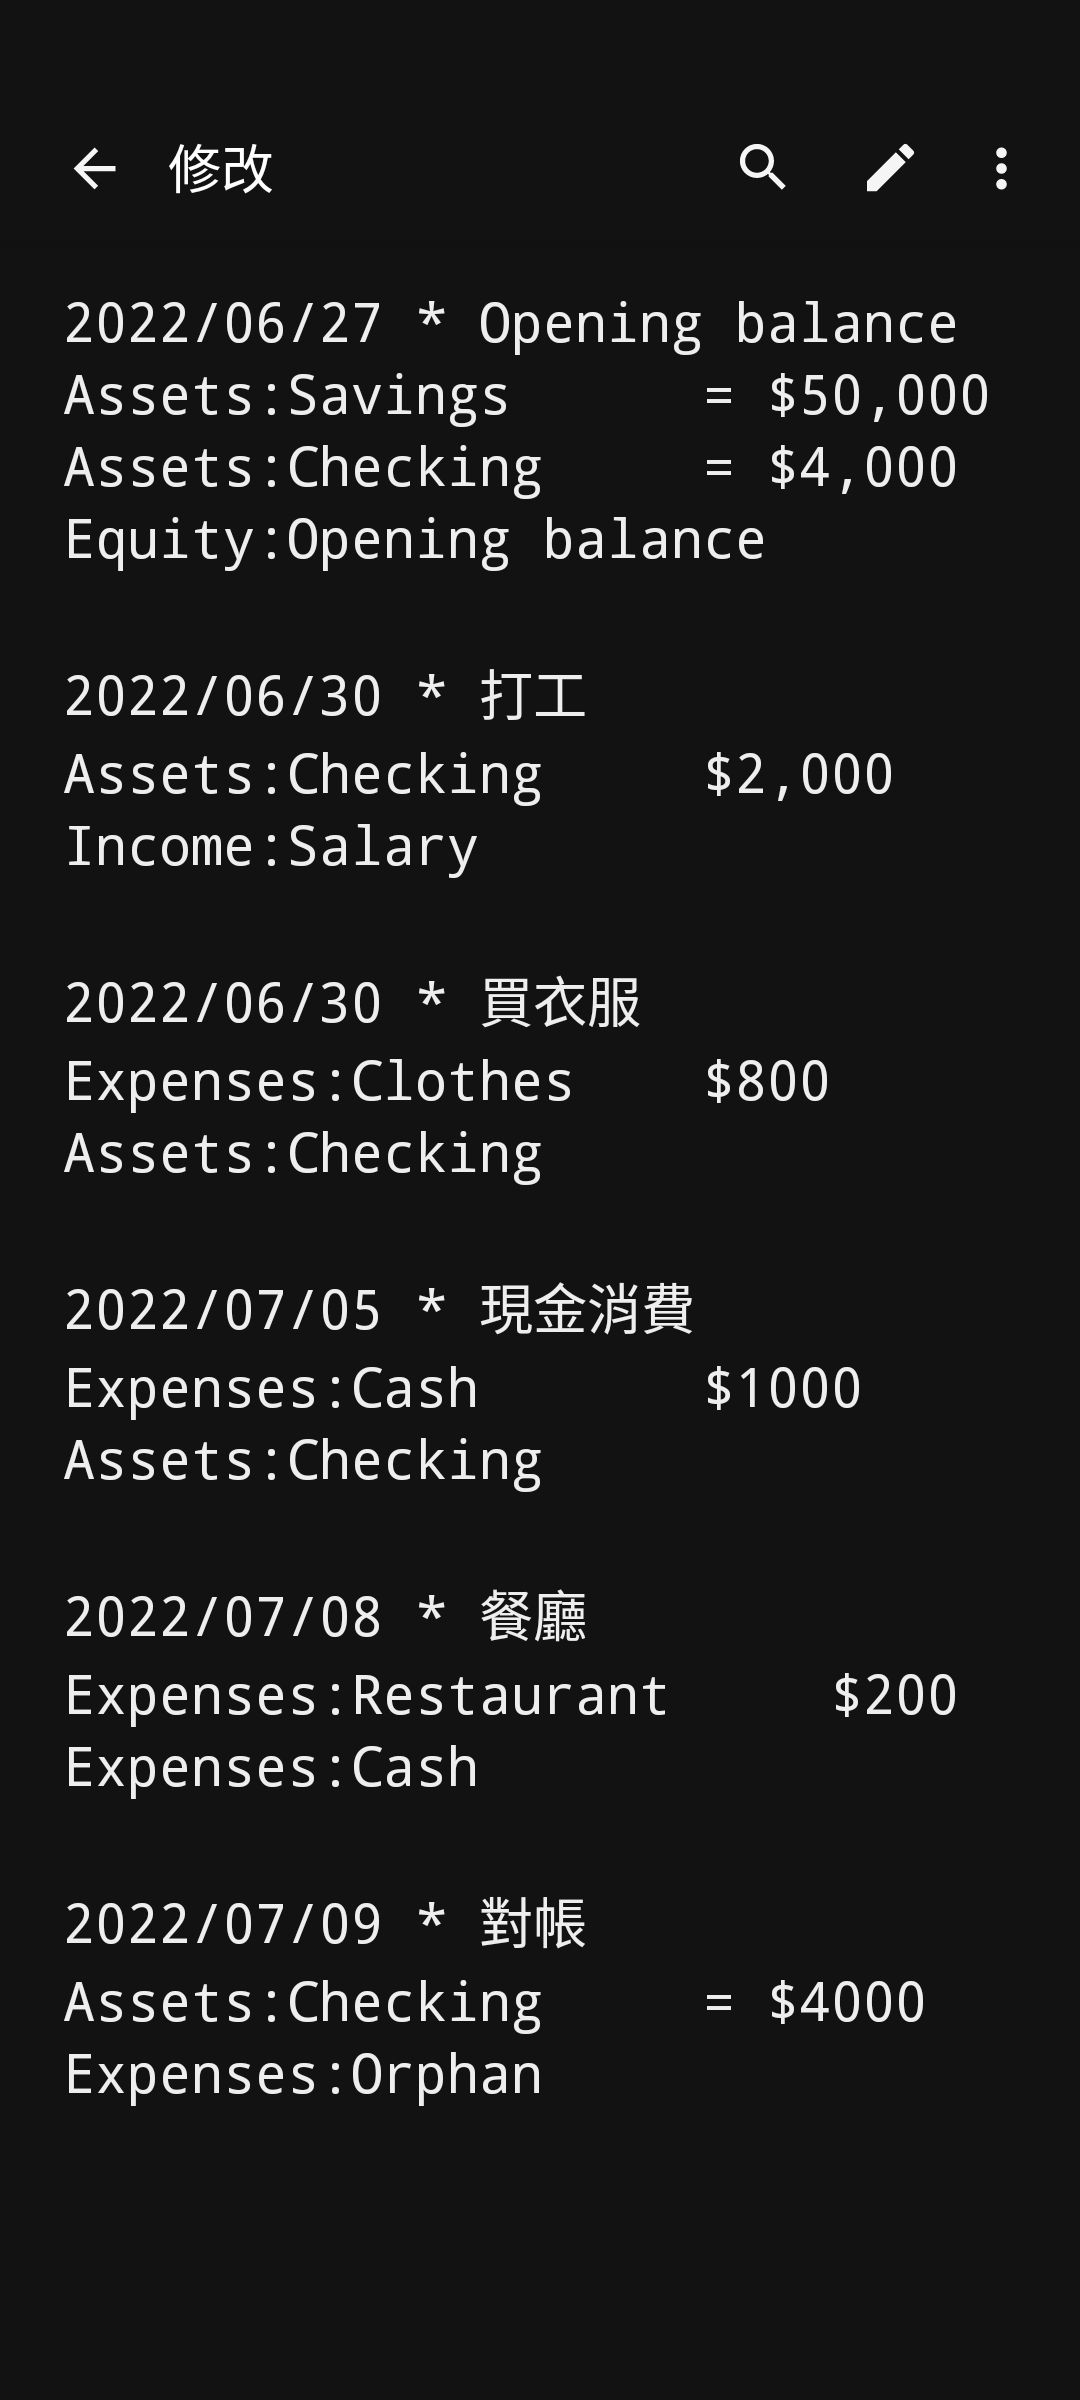 修改
2022/06/27 * Opening balance
Assets:Savings      = $50,000
Assets:Checking     = $4,000
Equity:Opening balance
2022/06/30 * 打工
Assets:Checking     $2,000
Income:Salary
2022/06/30 * 買衣服
Expenses:Clothes    $800
Assets:Checking
2022/07/05 * 現金消費
Expenses:Cash       $1000
Assets:Checking
2022/07/08 * 餐廳
Expenses:Restaurant     $200
Expenses:Cash
2022/07/09 * 對帳
Assets:Checking     = $4000
Expenses:Orphan